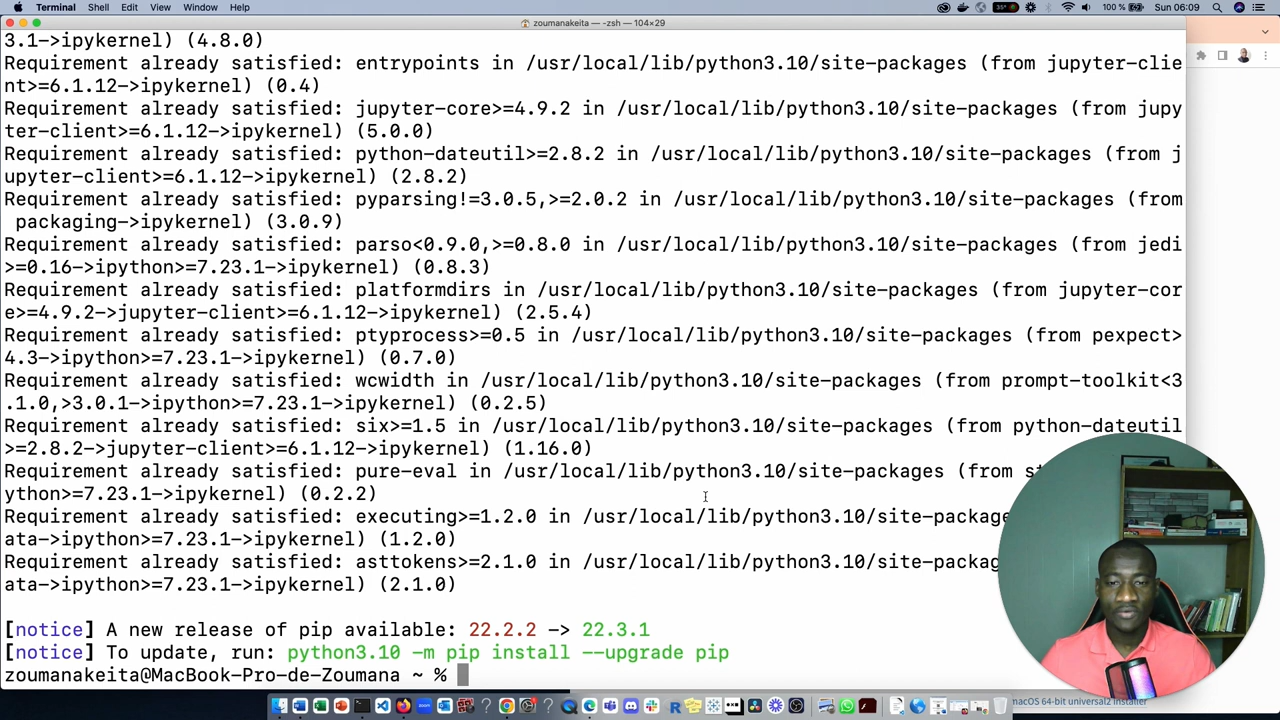 Terminal Shell Edit View Window Help 35° 100 % Sun 06:09
zoumanakeita — -zsh — 104×29
3.1->ipykernel) (4.8.0)
Requirement already satisfied: entrypoints in /usr/local/lib/python3.10/site-packages (from jupyter-clie
nt>=6.1.12->ipykernel) (0.4)
Requirement already satisfied: jupyter-core>=4.9.2 in /usr/local/lib/python3.10/site-packages (from jupy
ter-client>=6.1.12->ipykernel) (5.0.0)
Requirement already satisfied: python-dateutil>=2.8.2 in /usr/local/lib/python3.10/site-packages (from j
upyter-client>=6.1.12->ipykernel) (2.8.2)
Requirement already satisfied: pyparsing!=3.0.5,>=2.0.2 in /usr/local/lib/python3.10/site-packages (from
packaging->ipykernel) (3.0.9)
Requirement already satisfied: parso<0.9.0,>=0.8.0 in /usr/local/lib/python3.10/site-packages (from jedi
>=0.16->ipython>=7.23.1->ipykernel) (0.8.3)
Requirement already satisfied: platformdirs in /usr/local/lib/python3.10/site-packages (from jupyter-cor
e>=4.9.2->jupyter-client>=6.1.12->ipykernel) (2.5.4)
Requirement already satisfied: ptyprocess>=0.5 in /usr/local/lib/python3.10/site-packages (from pexpect>
4.3->ipython>=7.23.1->ipykernel) (0.7.0)
Requirement already satisfied: wcwidth in /usr/local/lib/python3.10/site-packages (from prompt-toolkit<3
.1.0,>3.0.1->ipython>=7.23.1->ipykernel) (0.2.5)
Requirement already satisfied: six>=1.5 in /usr/local/lib/python3.10/site-packages (from python-dateutil
>=2.8.2->jupyter-client>=6.1.12->ipykernel) (1.16.0)
Requirement already satisfied: pure-eval in /usr/local/lib/python3.10/site-packages (from
ython>=7.23.1->ipykernel) (0.2.2)
Requirement already satisfied: executing>=1.2.0 in /usr/local/lib/python3.10/site-package
ata->ipython>=7.23.1->ipykernel) (1.2.0)
Requirement already satisfied: asttokens>=2.1.0 in /usr/local/lib/python3.10/site-packag
ata->ipython>=7.23.1->ipykernel) (2.1.0)
[notice] A new release of pip available: 22.2.2 -> 22.3.1
[notice] To update, run: python3.10 -m pip install --upgrade pip
zoumanakeita@MacBook-Pro-de-Zoumana ~ %
macOS 64-bit universal2 installer